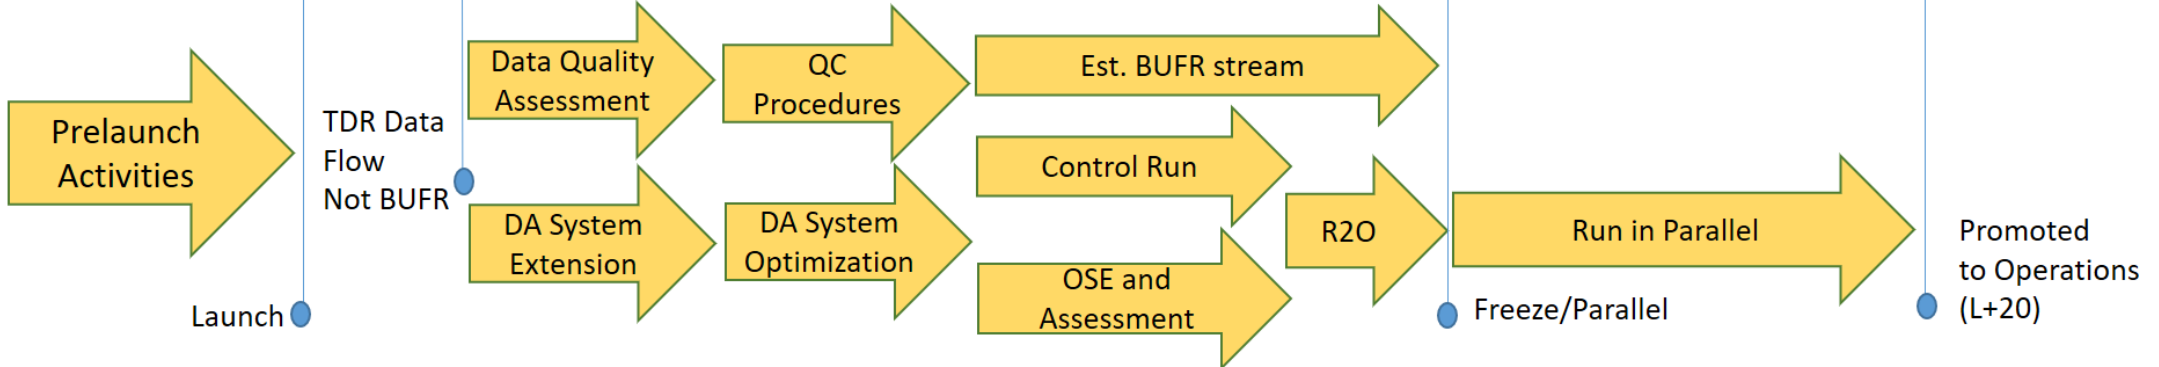 Prelaunch
Activities
Launch
TDR Data
Flow
Not BUFR
Data Quality
Assessment
DA System
Extension
QC
Procedures
DA System
Optimization
Est. BUFR stream
Control Run
OSE and
Assessment
R2O
Freeze/Parallel
Run in Parallel
Promoted
to Operations
(L+20)